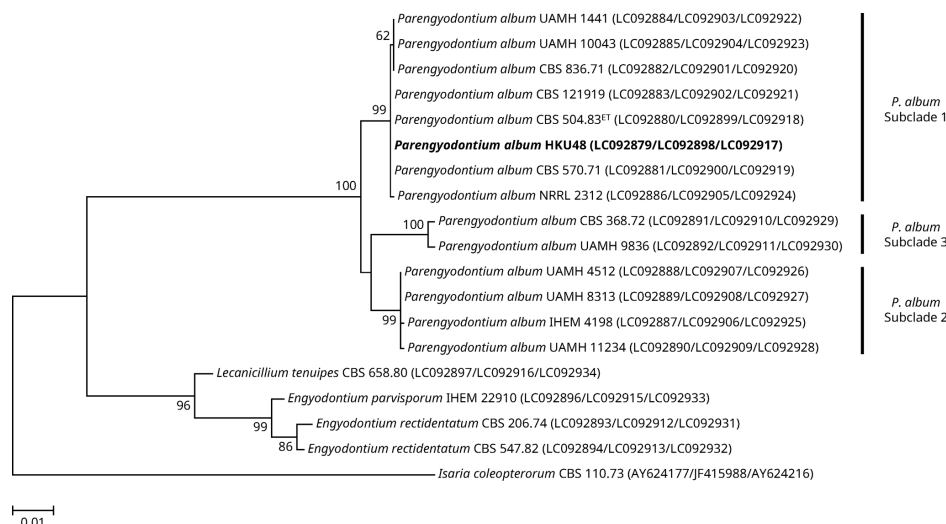 Parengyodontium album UAMH 1441 (LC092884/LC092903/LC092922)
62
Parengyodontium album UAMH 10043 (LC092885/LC092904/LC092923)
Parengyodontium album CBS 836.71 (LC092882/LC092901/LC092920)
Parengyodontium album CBS 121919 (LC092883/LC092902/LC092921)
P. album
Subclade 1
99
Parengyodontium album CBS 504.83ᴱᵀ (LC092880/LC092899/LC092918)
Parengyodontium album HKU48 (LC092879/LC092898/LC092917)
Parengyodontium album CBS 570.71 (LC092881/LC092900/LC092919)
100
Parengyodontium album NRRL 2312 (LC092886/LC092905/LC092924)
Parengyodontium album CBS 368.72 (LC092891/LC092910/LC092929)
100
P. album
Subclade 3
Parengyodontium album UAMH 9836 (LC092892/LC092911/LC092930)
Parengyodontium album UAMH 4512 (LC092888/LC092907/LC092926)
Parengyodontium album UAMH 8313 (LC092889/LC092908/LC092927)
P. album
Subclade 2
99
Parengyodontium album IHEM 4198 (LC092887/LC092906/LC092925)
Parengyodontium album UAMH 11234 (LC092890/LC092909/LC092928)
Lecanicillium tenuipes CBS 658.80 (LC092897/LC092916/LC092934)
96
Engyodontium parvisporum IHEM 22910 (LC092896/LC092915/LC092933)
99
Engyodontium rectidentatum CBS 206.74 (LC092893/LC092912/LC092931)
86
Engyodontium rectidentatum CBS 547.82 (LC092894/LC092913/LC092932)
Isaria coleopterorum CBS 110.73 (AY624177/JF415988/AY624216)
0.01